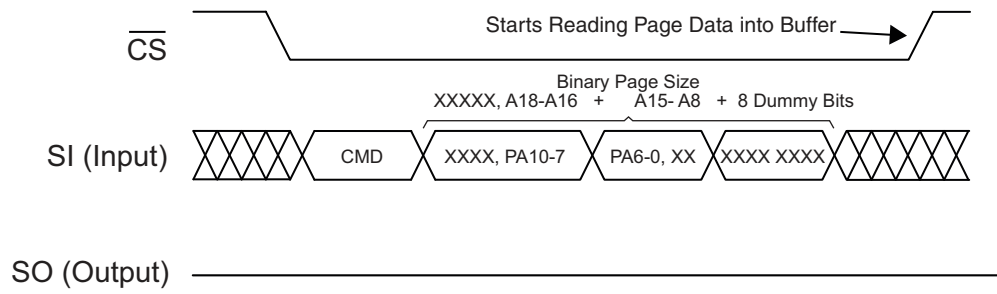 Starts Reading Page Data into Buffer
CS
Binary Page Size
XXXXX, A18-A16 + A15- A8 + 8 Dummy Bits
SI (Input) CMD XXXX, PA10-7 PA6-0, XX XXXX XXXX
SO (Output)